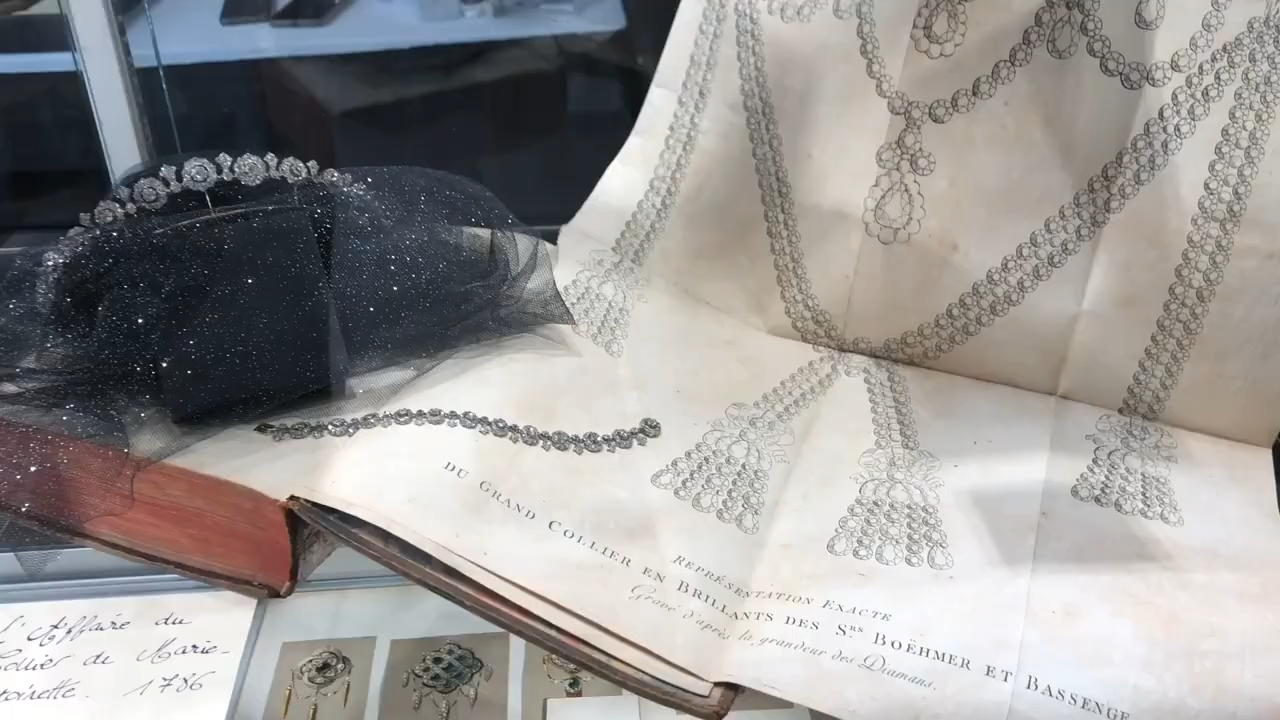 REPRÉSENTATION EXACTE
DU GRAND COLLIER EN BRILLANTS DES S.RS BOËHMER ET BASSENGE
Gravé d'après la grandeur des Diamans.
L'Affaire du
Collier de Marie-
toinette. 1786